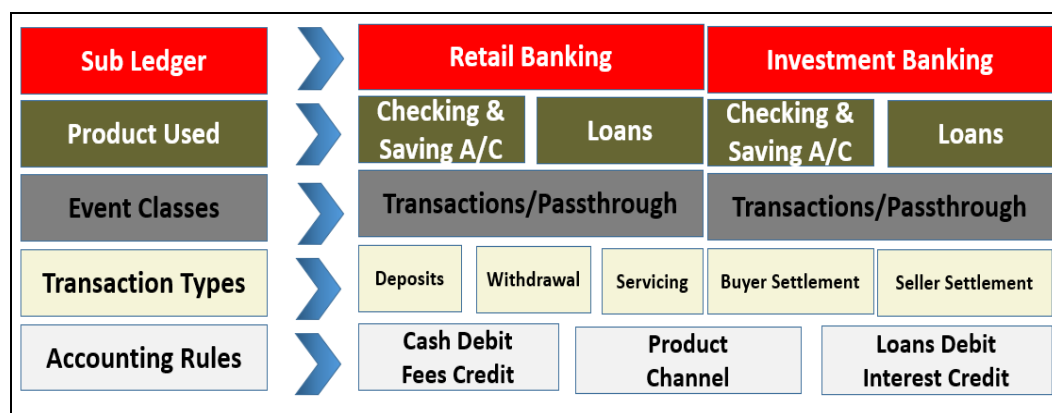 Sub Ledger
Retail Banking
Investment Banking
Product Used
Checking &
Saving A/C
Loans
Checking &
Saving A/C
Loans
Event Classes
Transactions/Passthrough
Transactions/Passthrough
Transaction Types
Deposits
Withdrawal
Servicing
Buyer Settlement
Seller Settlement
Accounting Rules
Cash Debit
Fees Credit
Product
Channel
Loans Debit
Interest Credit